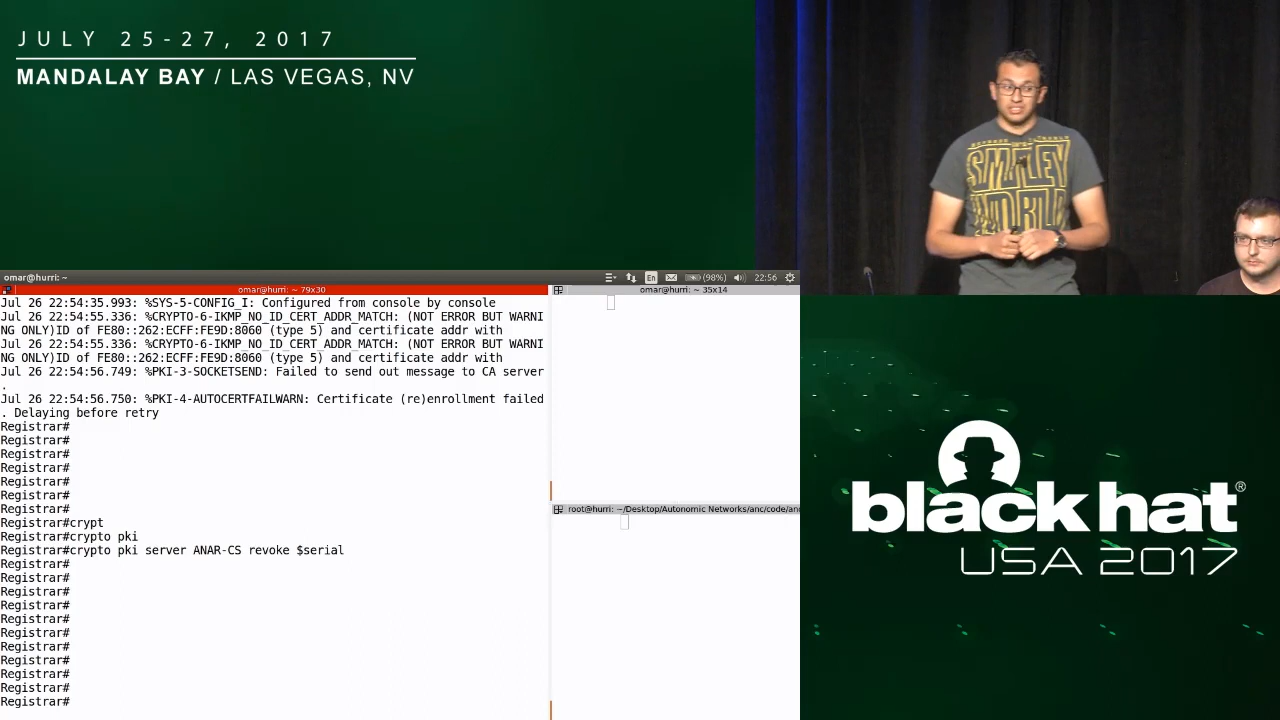 JULY 25-27, 2017
MANDALAY BAY / LAS VEGAS, NV
SMILEY
WORLD
omar@hurri: ~
En
(98%)
22:56
omar@hurri: ~ 79x30
omar@hurri: ~ 35x14
Jul 26 22:54:35.993: %SYS-5-CONFIG_I: Configured from console by console
Jul 26 22:54:55.336: %CRYPTO-6-IKMP_NO_ID_CERT_ADDR_MATCH: (NOT ERROR BUT WARNI
NG ONLY)ID of FE80::262:ECFF:FE9D:8060 (type 5) and certificate addr with
Jul 26 22:54:55.336: %CRYPTO-6-IKMP_NO_ID_CERT_ADDR_MATCH: (NOT ERROR BUT WARNI
NG ONLY)ID of FE80::262:ECFF:FE9D:8060 (type 5) and certificate addr with
Jul 26 22:54:56.749: %PKI-3-SOCKETSEND: Failed to send out message to CA server
.
Jul 26 22:54:56.750: %PKI-4-AUTOCERTFAILWARN: Certificate (re)enrollment failed
. Delaying before retry
Registrar#
Registrar#
Registrar#
Registrar#
Registrar#
Registrar#
Registrar#
Registrar#crypt
Registrar#crypto pki
Registrar#crypto pki server ANAR-CS revoke $serial
Registrar#
Registrar#
Registrar#
Registrar#
Registrar#
Registrar#
Registrar#
Registrar#
Registrar#
Registrar#
Registrar#
root@hurri: ~/Desktop/Autonomic Networks/anc/code/anc
black hat®
USA 2017